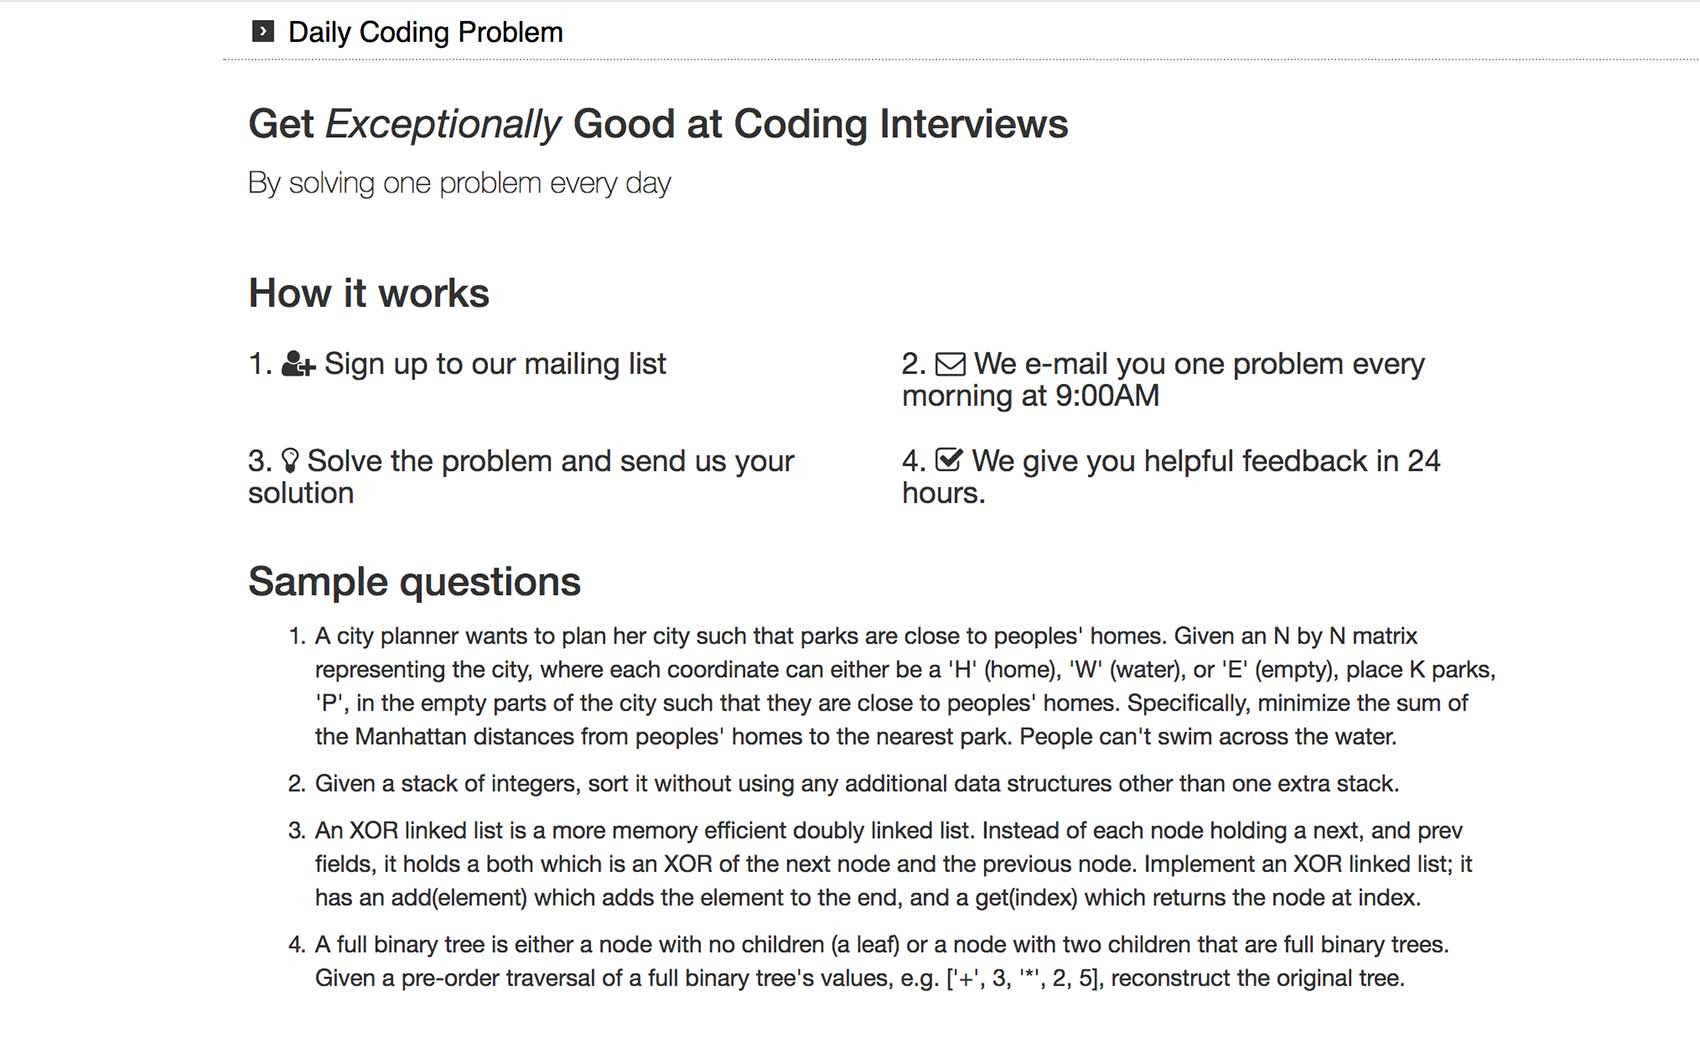 Daily Coding Problem
Get Exceptionally Good at Coding Interviews
By solving one problem every day
How it works
1. Sign up to our mailing list
2. We e-mail you one problem every
morning at 9:00AM
3. Solve the problem and send us your
solution
4. We give you helpful feedback in 24
hours.
Sample questions
1. A city planner wants to plan her city such that parks are close to peoples' homes. Given an N by N matrix
representing the city, where each coordinate can either be a 'H' (home), 'W' (water), or 'E' (empty), place K parks,
'P', in the empty parts of the city such that they are close to peoples' homes. Specifically, minimize the sum of
the Manhattan distances from peoples' homes to the nearest park. People can't swim across the water.
2. Given a stack of integers, sort it without using any additional data structures other than one extra stack.
3. An XOR linked list is a more memory efficient doubly linked list. Instead of each node holding a next, and prev
fields, it holds a both which is an XOR of the next node and the previous node. Implement an XOR linked list; it
has an add(element) which adds the element to the end, and a get(index) which returns the node at index.
4. A full binary tree is either a node with no children (a leaf) or a node with two children that are full binary trees.
Given a pre-order traversal of a full binary tree's values, e.g. ['+', 3, '*', 2, 5], reconstruct the original tree.